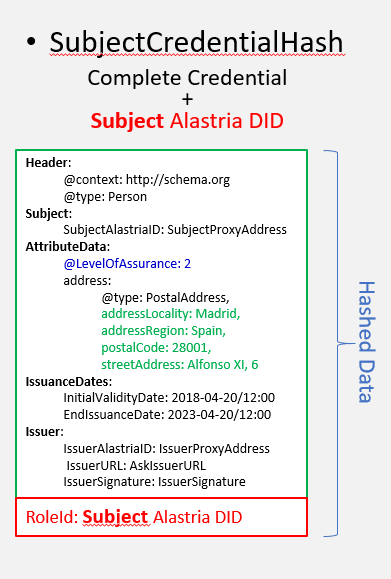 • SubjectCredentialHash
Complete Credential
+
Subject Alastria DID
Header:
@context: http://schema.org
@type: Person
Subject:
SubjectAlastriaID: SubjectProxyAddress
AttributeData:
@LevelOfAssurance: 2
address:
@type: PostalAddress,
addressLocality: Madrid,
addressRegion: Spain,
postalCode: 28001,
streetAddress: Alfonso XI, 6
IssuanceDates:
InitialValidityDate: 2018-04-20/12:00
EndIssuanceDate: 2023-04-20/12:00
Issuer:
IssuerAlastriaID: IssuerProxyAddress
IssuerURL: AskIssuerURL
IssuerSignature: IssuerSignature
RoleId: Subject Alastria DID
Hashed Data